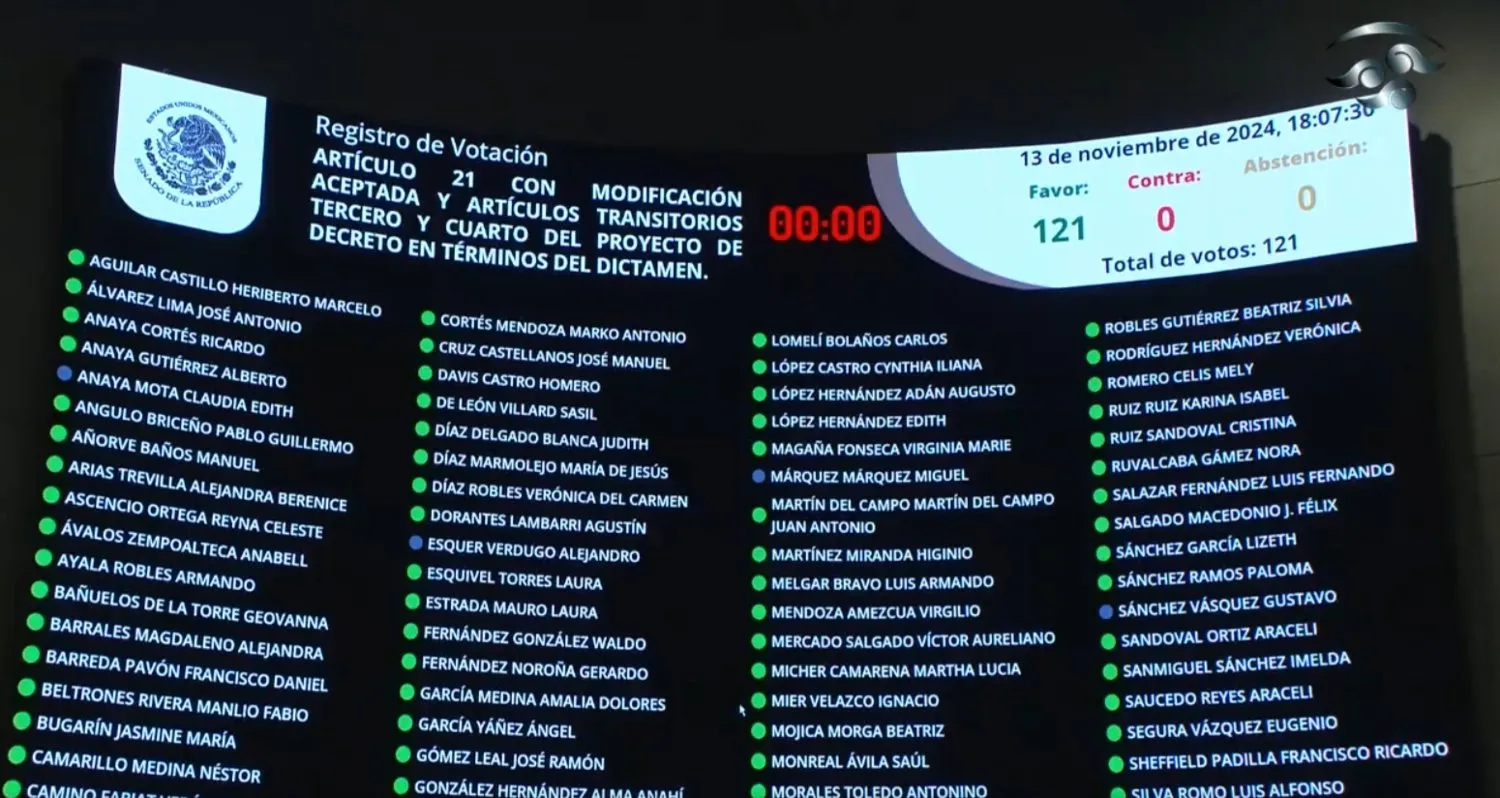 ESTADOS UNIDOS MEXICANOS
SENADO DE LA REPÚBLICA
Registro de Votación
ARTÍCULO 21 CON MODIFICACIÓN
ACEPTADA Y ARTÍCULOS TRANSITORIOS
TERCERO Y CUARTO DEL PROYECTO DE
DECRETO EN TÉRMINOS DEL DICTAMEN.
00:00
13 de noviembre de 2024, 18:07:30
Favor: Contra: Abstención:
121 0 0
Total de votos: 121
AGUILAR CASTILLO HERIBERTO MARCELO
ÁLVAREZ LIMA JOSÉ ANTONIO
ANAYA CORTÉS RICARDO
ANAYA GUTIÉRREZ ALBERTO
ANAYA MOTA CLAUDIA EDITH
ANGULO BRICEÑO PABLO GUILLERMO
AÑORVE BAÑOS MANUEL
ARIAS TREVILLA ALEJANDRA BERENICE
ASCENCIO ORTEGA REYNA CELESTE
ÁVALOS ZEMPOALTECA ANABELL
AYALA ROBLES ARMANDO
BAÑUELOS DE LA TORRE GEOVANNA
BARRALES MAGDALENO ALEJANDRA
BARREDA PAVÓN FRANCISCO DANIEL
BELTRONES RIVERA MANLIO FABIO
BUGARÍN JASMINE MARÍA
CAMARILLO MEDINA NÉSTOR
CAMINO
CORTÉS MENDOZA MARKO ANTONIO
CRUZ CASTELLANOS JOSÉ MANUEL
DAVIS CASTRO HOMERO
DE LEÓN VILLARD SASIL
DÍAZ DELGADO BLANCA JUDITH
DÍAZ MARMOLEJO MARÍA DE JESÚS
DÍAZ ROBLES VERÓNICA DEL CARMEN
DORANTES LAMBARRI AGUSTÍN
ESQUER VERDUGO ALEJANDRO
ESQUIVEL TORRES LAURA
ESTRADA MAURO LAURA
FERNÁNDEZ GONZÁLEZ WALDO
FERNÁNDEZ NOROÑA GERARDO
GARCÍA MEDINA AMALIA DOLORES
GARCÍA YÁÑEZ ÁNGEL
GÓMEZ LEAL JOSÉ RAMÓN
GONZÁLEZ HERNÁNDEZ ALMA ANAHÍ
LOMELÍ BOLAÑOS CARLOS
LÓPEZ CASTRO CYNTHIA ILIANA
LÓPEZ HERNÁNDEZ ADÁN AUGUSTO
LÓPEZ HERNÁNDEZ EDITH
MAGAÑA FONSECA VIRGINIA MARIE
MÁRQUEZ MÁRQUEZ MIGUEL
MARTÍN DEL CAMPO MARTÍN DEL CAMPO
JUAN ANTONIO
MARTÍNEZ MIRANDA HIGINIO
MELGAR BRAVO LUIS ARMANDO
MENDOZA AMEZCUA VIRGILIO
MERCADO SALGADO VÍCTOR AURELIANO
MICHER CAMARENA MARTHA LUCIA
MIER VELAZCO IGNACIO
MOJICA MORGA BEATRIZ
MONREAL ÁVILA SAÚL
MORALES TOLEDO ANTONINO
ROBLES GUTIÉRREZ BEATRIZ SILVIA
RODRÍGUEZ HERNÁNDEZ VERÓNICA
ROMERO CELIS MELY
RUIZ RUIZ KARINA ISABEL
RUIZ SANDOVAL CRISTINA
RUVALCABA GÁMEZ NORA
SALAZAR FERNÁNDEZ LUIS FERNANDO
SALGADO MACEDONIO J. FÉLIX
SÁNCHEZ GARCÍA LIZETH
SÁNCHEZ RAMOS PALOMA
SÁNCHEZ VÁSQUEZ GUSTAVO
SANDOVAL ORTIZ ARACELI
SANMIGUEL SÁNCHEZ IMELDA
SAUCEDO REYES ARACELI
SEGURA VÁZQUEZ EUGENIO
SHEFFIELD PADILLA FRANCISCO RICARDO
SILVA ROMO LUIS ALFONSO